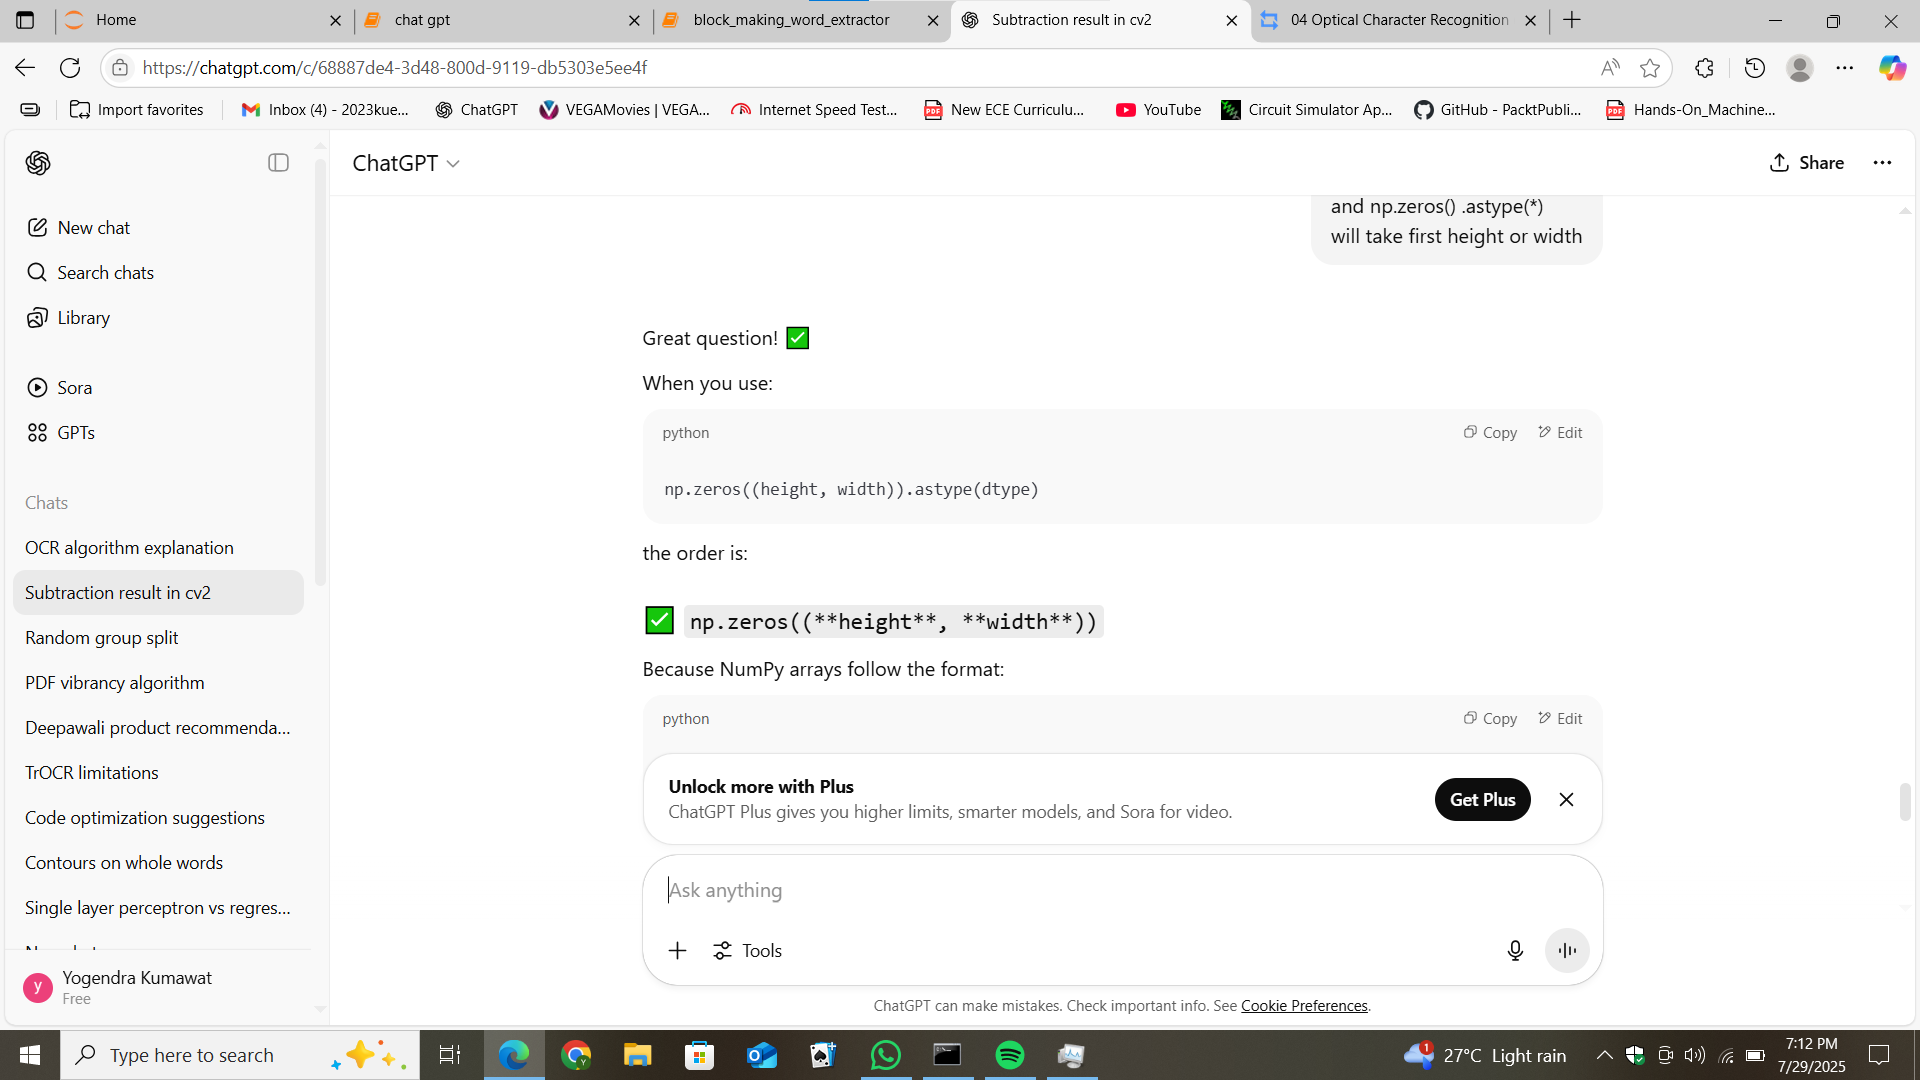 Home
chat gpt
block_making_word_extractor
Subtraction result in cv2
04 Optical Character Recognition
https://chatgpt.com/c/68887de4-3d48-800d-9119-db5303e5ee4f
Import favorites
Inbox (4) - 2023kue...
ChatGPT
VEGAMovies | VEGA...
Internet Speed Test...
New ECE Curriculu...
YouTube
Circuit Simulator Ap...
GitHub - PacktPubli...
Hands-On_Machine...
ChatGPT
Share
New chat
Search chats
Library
Sora
GPTs
Chats
OCR algorithm explanation
Subtraction result in cv2
Random group split
PDF vibrancy algorithm
Deepawali product recommenda...
TrOCR limitations
Code optimization suggestions
Contours on whole words
Single layer perceptron vs regres...
y
Yogendra Kumawat
Free
and np.zeros() .astype(*)
will take first height or width
Great question! ✅
When you use:
python
Copy
Edit
np.zeros((height, width)).astype(dtype)
the order is:
✅ np.zeros((**height**, **width**))
Because NumPy arrays follow the format:
python
Copy
Edit
Unlock more with Plus
ChatGPT Plus gives you higher limits, smarter models, and Sora for video.
Get Plus
Ask anything
Tools
ChatGPT can make mistakes. Check important info. See Cookie Preferences.
Type here to search
1
27°C Light rain
7:12 PM
7/29/2025